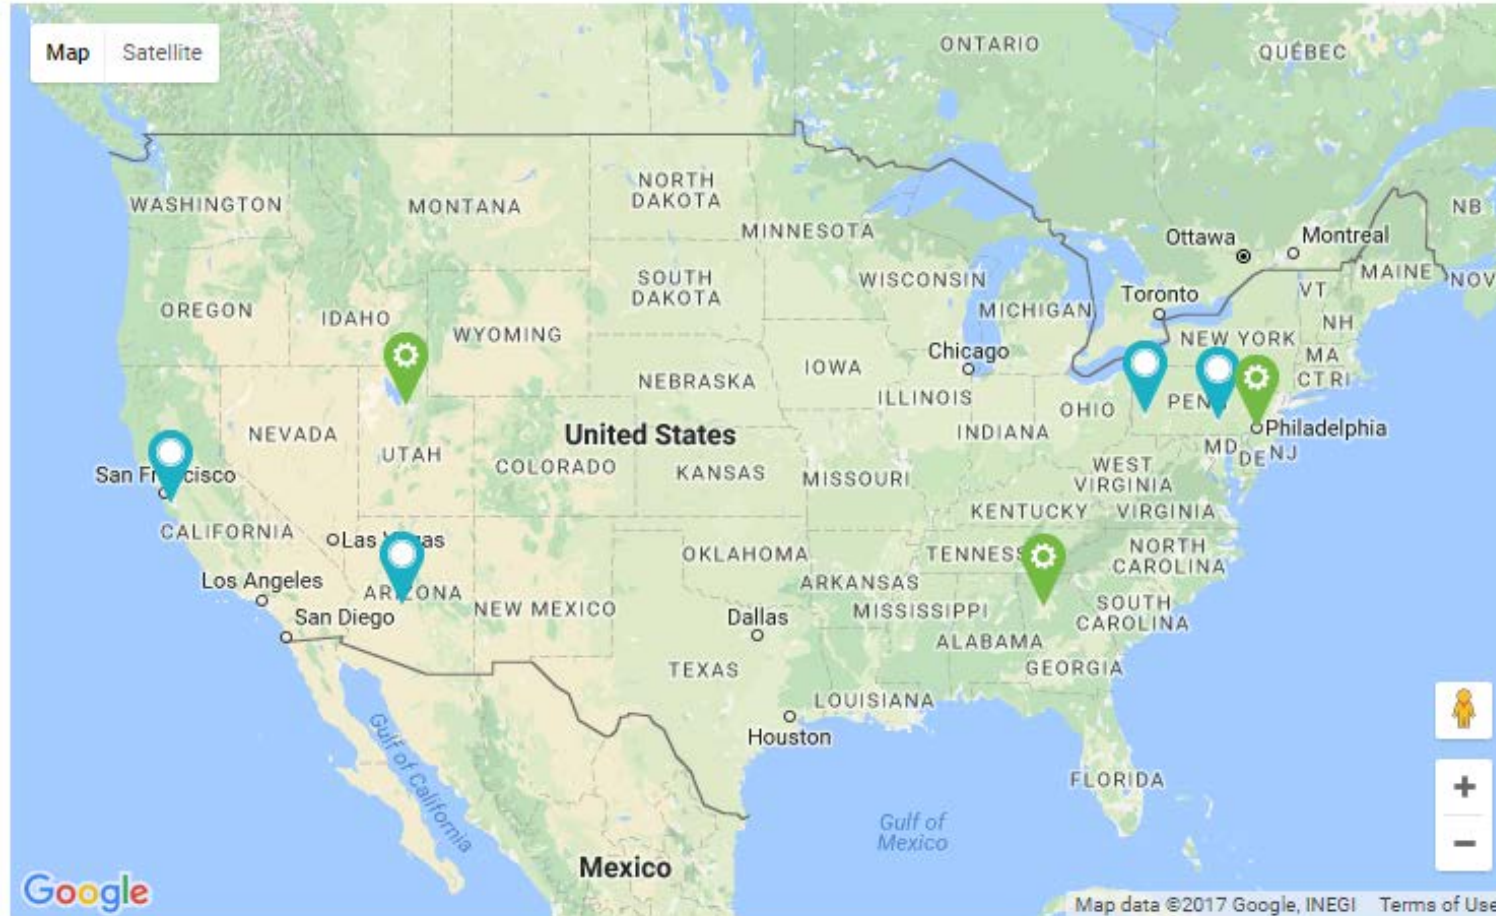 Map Satellite
ONTARIO
QUÉBEC
NORTH
DAKOTA
WASHINGTON
MONTANA
NB
MINNESOTA
Ottawa
Montreal
SOUTH
DAKOTA
WISCONSIN
MAINE
NOV
VT
Toronto
OREGON
IDAHO
MICHIGAN
NH
WYOMING
NEW YORK
Chicago
MA
IOWA
CT RI
NEBRASKA
ILLINOIS
OHIO
PEN
NEVADA
United States
INDIANA
Philadelphia
UTAH
MD
DE
NJ
COLORADO
KANSAS
MISSOURI
WEST
VIRGINIA
San F cisco
KENTUCKY
VIRGINIA
CALIFORNIA
Las V as
OKLAHOMA
TENNESS
NORTH
CAROLINA
Los Angeles
ARIZONA
ARKANSAS
NEW MEXICO
San Diego
Dallas
MISSISSIPPI
SOUTH
CAROLINA
ALABAMA
TEXAS
GEORGIA
LOUISIANA
Houston
Gulf of California
FLORIDA
Gulf of
Mexico
Mexico
Google
Map data ©2017 Google, INEGI Terms of Use